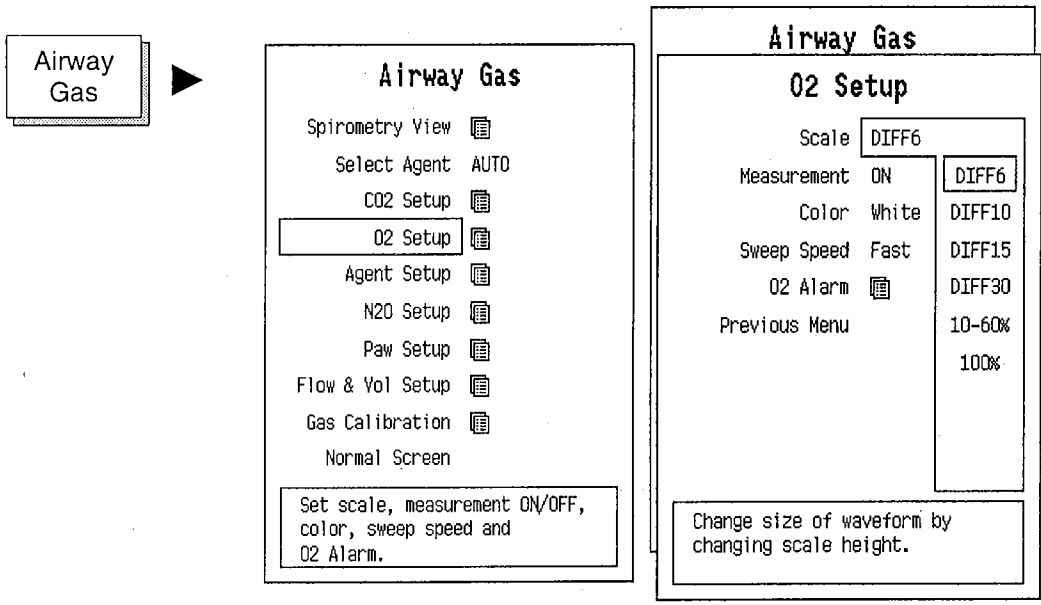 Airway
Gas
Airway Gas
Spirometry View
Select Agent AUTO
CO2 Setup
O2 Setup
Agent Setup
N2O Setup
Paw Setup
Flow & Vol Setup
Gas Calibration
Normal Screen
Set scale, measurement ON/OFF,
color, sweep speed and
O2 Alarm.
Airway Gas
O2 Setup
Scale DIFF6
Measurement ON
Color White
Sweep Speed Fast
O2 Alarm
Previous Menu
DIFF6
DIFF10
DIFF15
DIFF30
10-60%
100%
Change size of waveform by
changing scale height.